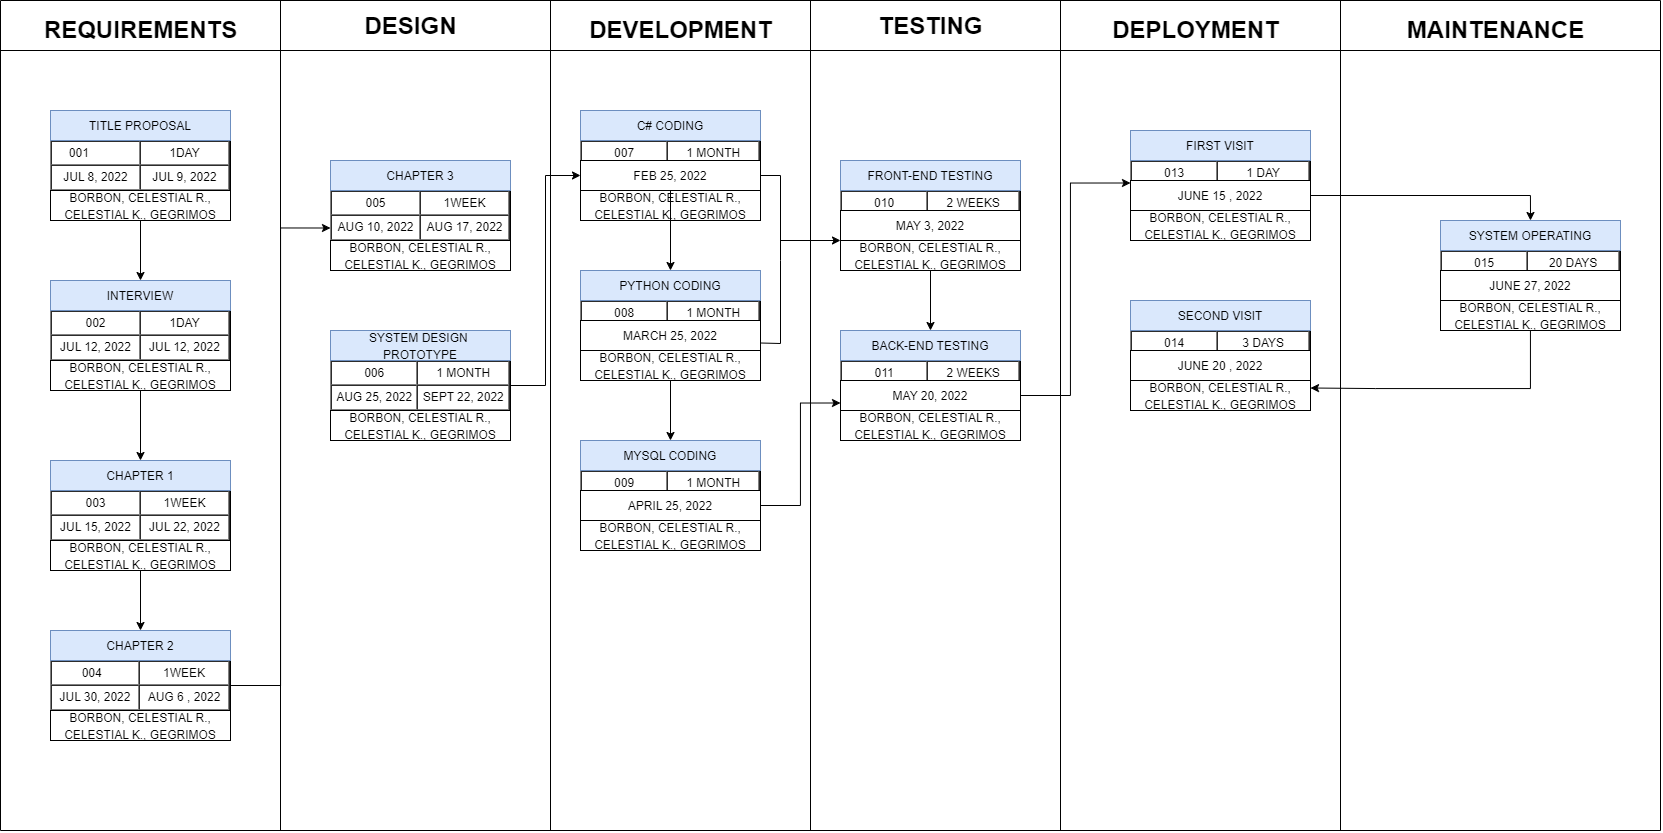 REQUIREMENTS
DESIGN
DEVELOPMENT
TESTING
DEPLOYMENT
MAINTENANCE
TITLE PROPOSAL
001 1DAY
JUL 8, 2022 JUL 9, 2022
BORBON, CELESTIAL R.,
CELESTIAL K., GEGRIMOS
INTERVIEW
002 1DAY
JUL 12, 2022 JUL 12, 2022
BORBON, CELESTIAL R.,
CELESTIAL K., GEGRIMOS
CHAPTER 1
003 1WEEK
JUL 15, 2022 JUL 22, 2022
BORBON, CELESTIAL R.,
CELESTIAL K., GEGRIMOS
CHAPTER 2
004 1WEEK
JUL 30, 2022 AUG 6 , 2022
BORBON, CELESTIAL R.,
CELESTIAL K., GEGRIMOS
CHAPTER 3
005 1WEEK
AUG 10, 2022 AUG 17, 2022
BORBON, CELESTIAL R.,
CELESTIAL K., GEGRIMOS
SYSTEM DESIGN
PROTOTYPE
006 1 MONTH
AUG 25, 2022 SEPT 22, 2022
BORBON, CELESTIAL R.,
CELESTIAL K., GEGRIMOS
C# CODING
007 1 MONTH
FEB 25, 2022
BORBON, CELESTIAL R.,
CELESTIAL K., GEGRIMOS
PYTHON CODING
008 1 MONTH
MARCH 25, 2022
BORBON, CELESTIAL R.,
CELESTIAL K., GEGRIMOS
MYSQL CODING
009 1 MONTH
APRIL 25, 2022
BORBON, CELESTIAL R.,
CELESTIAL K., GEGRIMOS
FRONT-END TESTING
010 2 WEEKS
MAY 3, 2022
BORBON, CELESTIAL R.,
CELESTIAL K., GEGRIMOS
BACK-END TESTING
011 2 WEEKS
MAY 20, 2022
BORBON, CELESTIAL R.,
CELESTIAL K., GEGRIMOS
FIRST VISIT
013 1 DAY
JUNE 15 , 2022
BORBON, CELESTIAL R.,
CELESTIAL K., GEGRIMOS
SECOND VISIT
014 3 DAYS
JUNE 20 , 2022
BORBON, CELESTIAL R.,
CELESTIAL K., GEGRIMOS
SYSTEM OPERATING
015 20 DAYS
JUNE 27, 2022
BORBON, CELESTIAL R.,
CELESTIAL K., GEGRIMOS